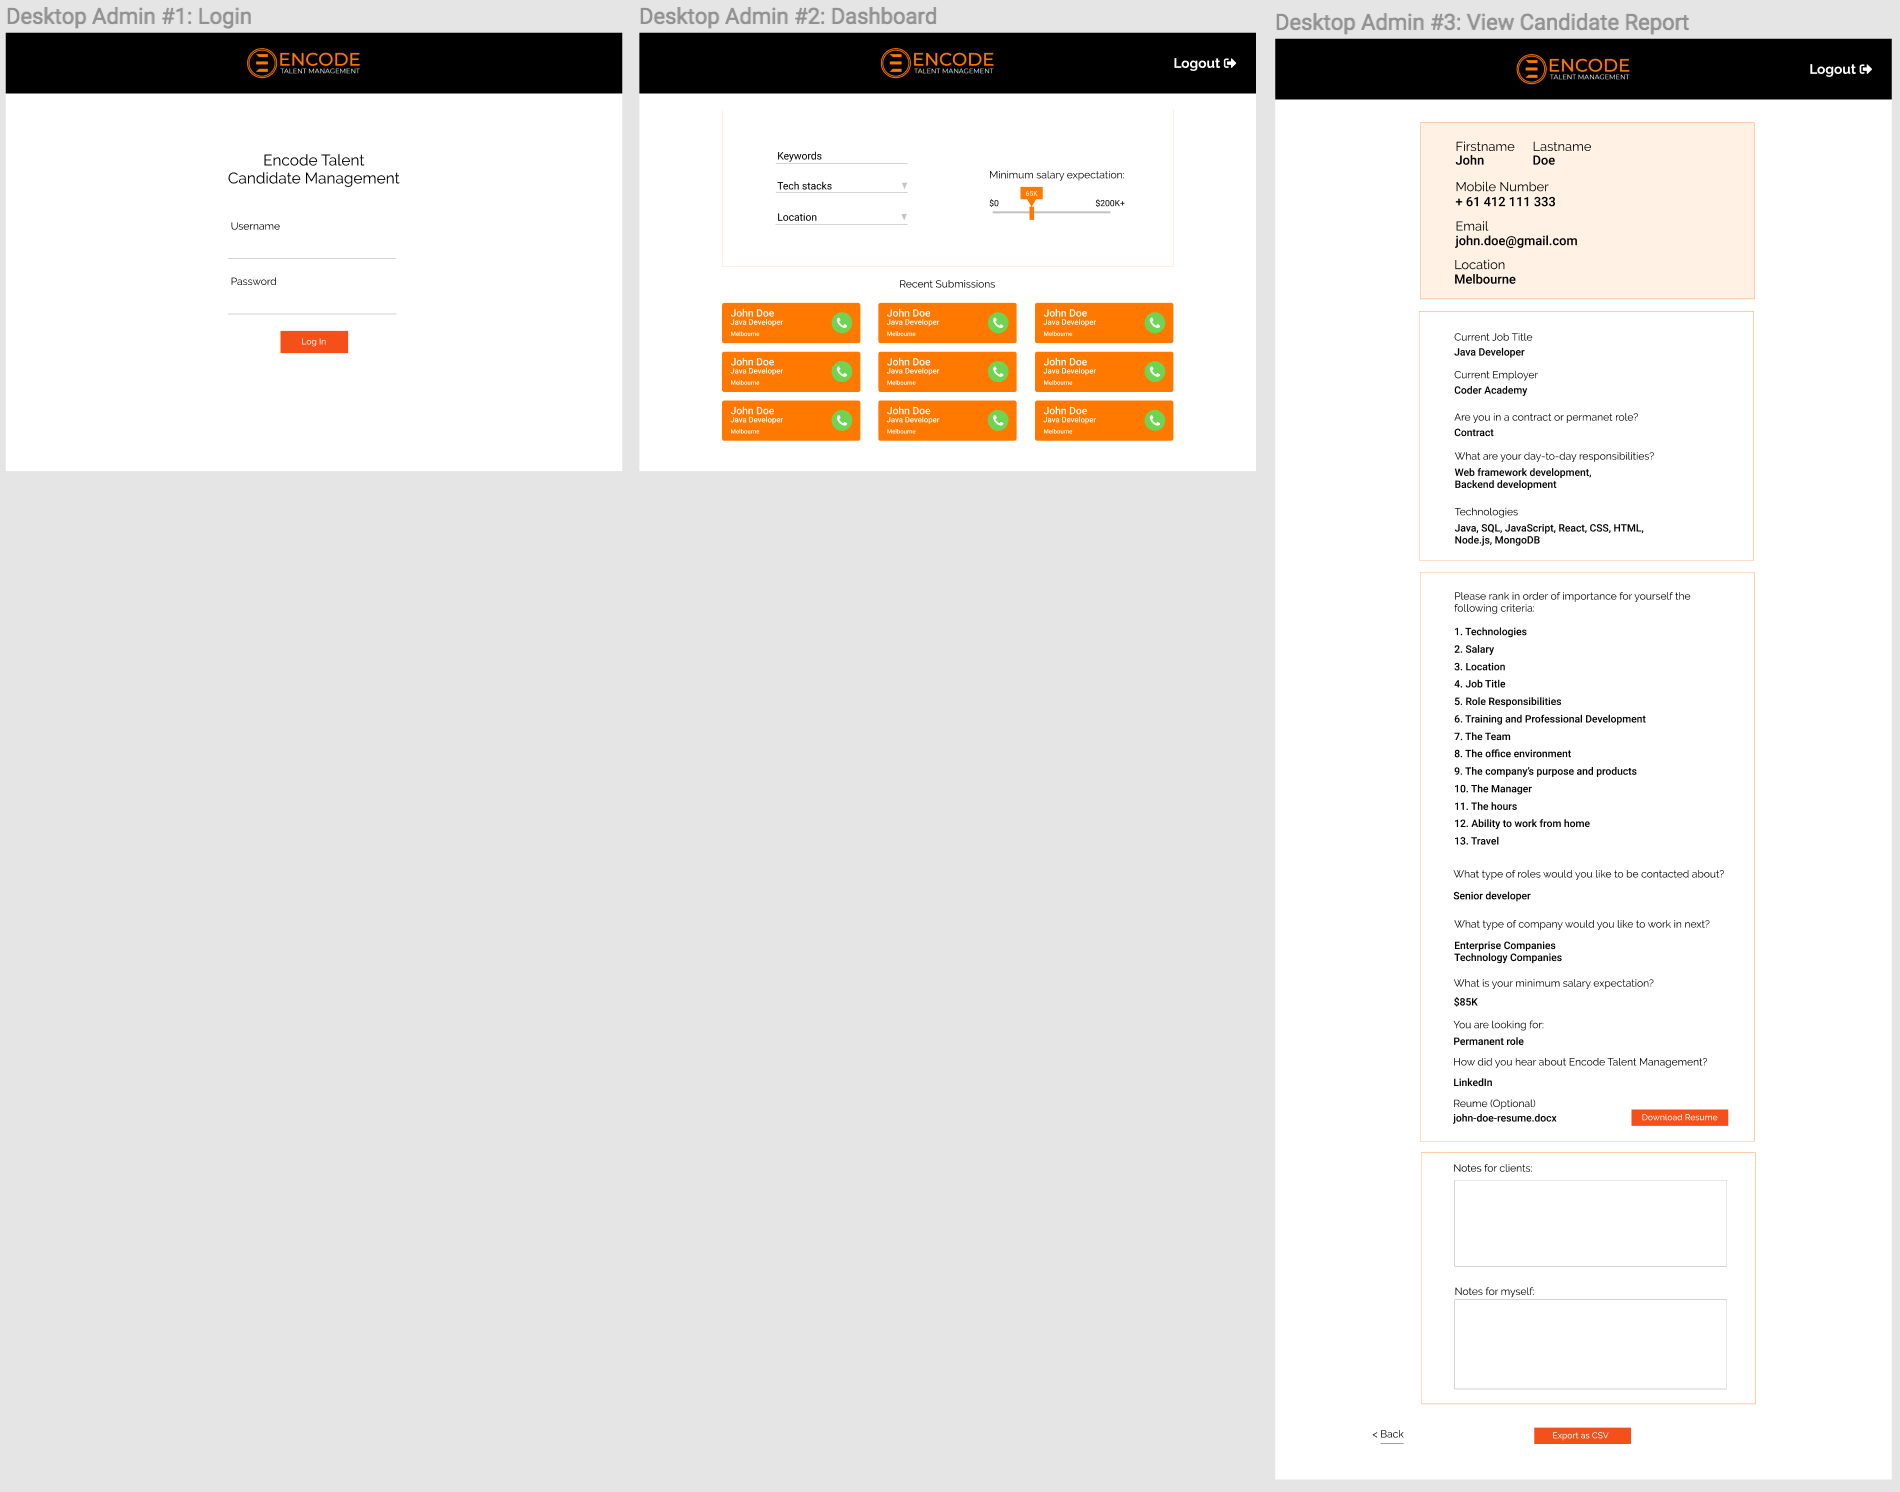 Desktop Admin #1: Login
ENCODE
TALENT MANAGEMENT
Encode Talent
Candidate Management
Username
Password
Log In
Desktop Admin #2: Dashboard
ENCODE
TALENT MANAGEMENT
Logout
Keywords
Tech stacks
Location
Minimum salary expectation:
65K
$0
$200K+
Recent Submissions
John Doe
Java Developer
Melbourne
John Doe
Java Developer
Melbourne
John Doe
Java Developer
Melbourne
John Doe
Java Developer
Melbourne
John Doe
Java Developer
Melbourne
John Doe
Java Developer
Melbourne
John Doe
Java Developer
Melbourne
John Doe
Java Developer
Melbourne
John Doe
Java Developer
Melbourne
Desktop Admin #3: View Candidate Report
ENCODE
TALENT MANAGEMENT
Logout
Firstname Lastname
John Doe
Mobile Number
+ 61 412 111 333
Email
john.doe@gmail.com
Location
Melbourne
Current Job Title
Java Developer
Current Employer
Coder Academy
Are you in a contract or permanet role?
Contract
What are your day-to-day responsibilities?
Web framework development,
Backend development
Technologies
Java, SQL, JavaScript, React, CSS, HTML,
Node.js, MongoDB
Please rank in order of importance for yourself the
following criteria:
1. Technologies
2. Salary
3. Location
4. Job Title
5. Role Responsibilities
6. Training and Professional Development
7. The Team
8. The office environment
9. The company's purpose and products
10. The Manager
11. The hours
12. Ability to work from home
13. Travel
What type of roles would you like to be contacted about?
Senior developer
What type of company would you like to work in next?
Enterprise Companies
Technology Companies
What is your minimum salary expectation?
$85K
You are looking for:
Permanent role
How did you hear about Encode Talent Management?
LinkedIn
Reume (Optional)
john-doe-resume.docx
Download Resume
Notes for clients:
Notes for myself:
< Back
Export as CSV